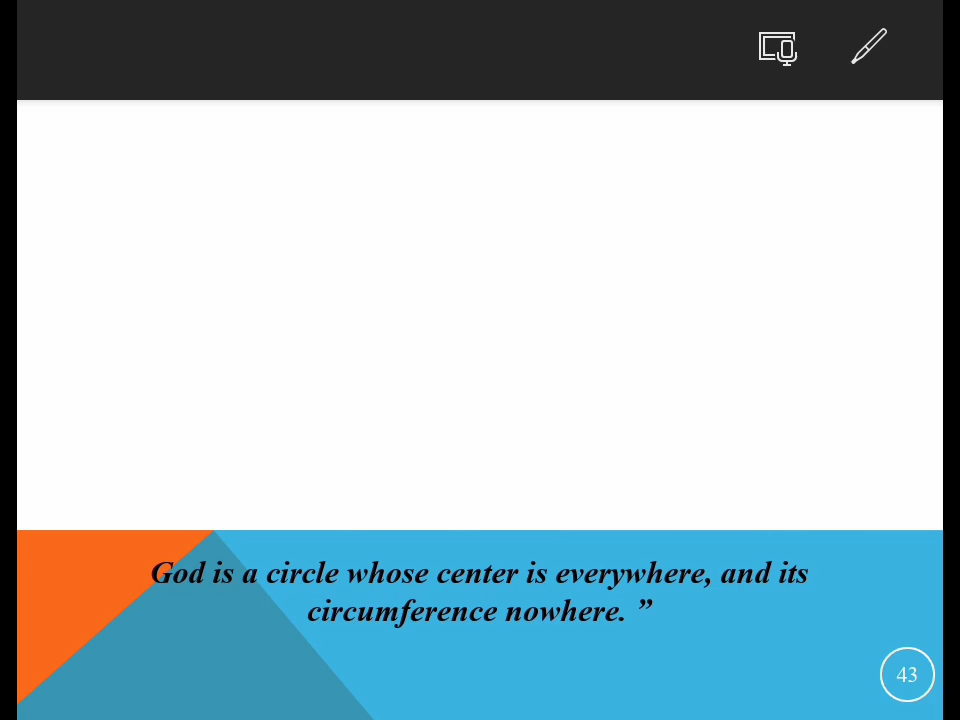 God is a circle whose center is everywhere, and its
circumference nowhere. ”
43